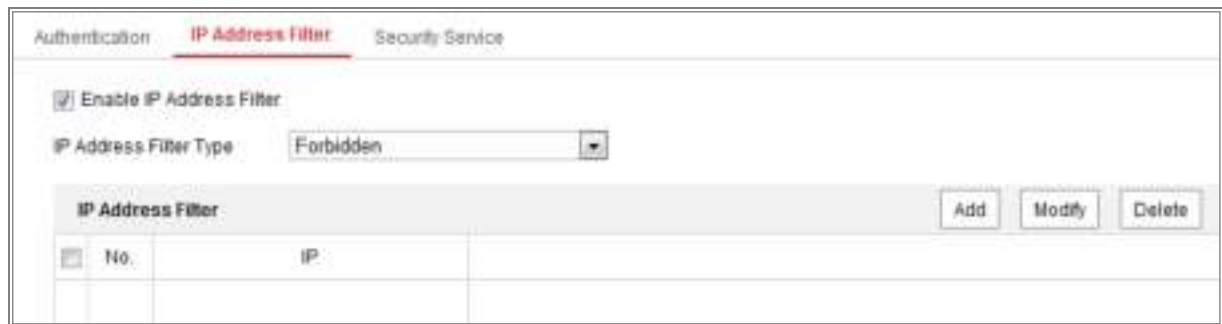 Authentication IP Address Filter Security Service
Enable IP Address Filter
IP Address Filter Type Forbidden
IP Address Filter Add Modify Delete
No. IP